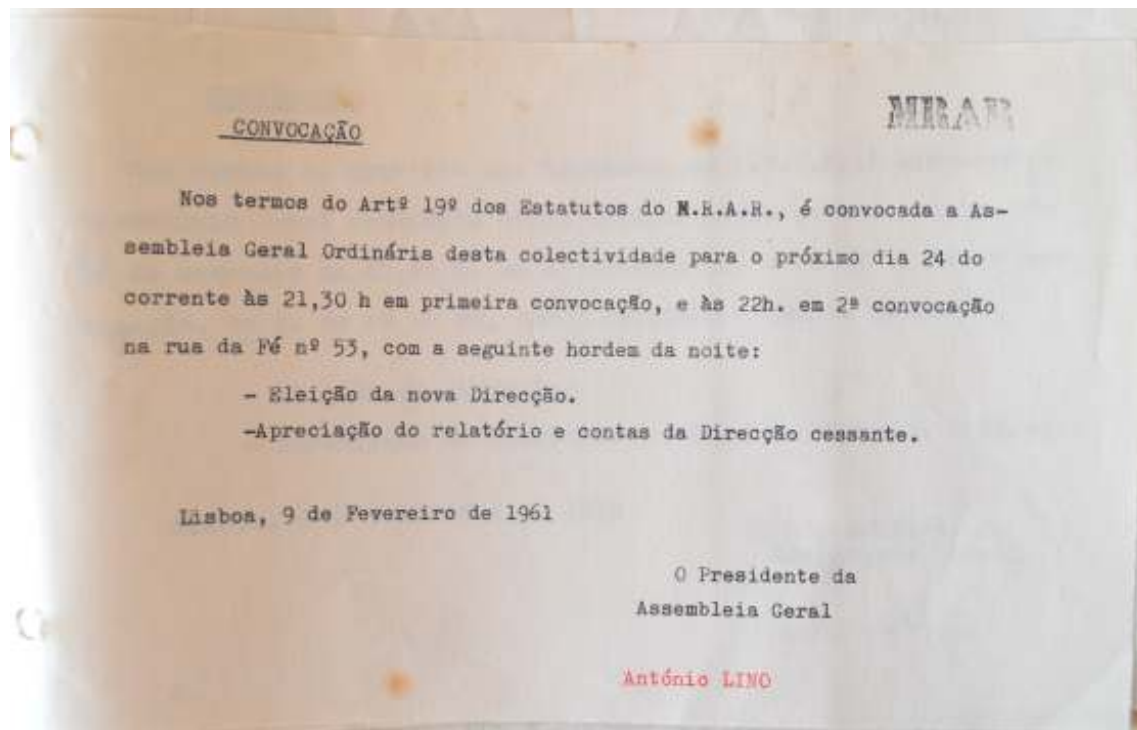 MRAR
CONVOCAÇÃO
Nos termos do Artº 19º dos Estatutos do M.R.A.R., é convocada a As-
sembleia Geral Ordinária desta colectividade para o próximo dia 24 do
corrente às 21,30 h em primeira convocação, e às 22h. em 2ª convocação
na rua da Fé nº 53, com a seguinte hordem da noite:
- Eleição da nova Direcção.
-Apreciação do relatório e contas da Direcção cessante.
Lisboa, 9 de Fevereiro de 1961
O Presidente da
Assembleia Geral
António LINO